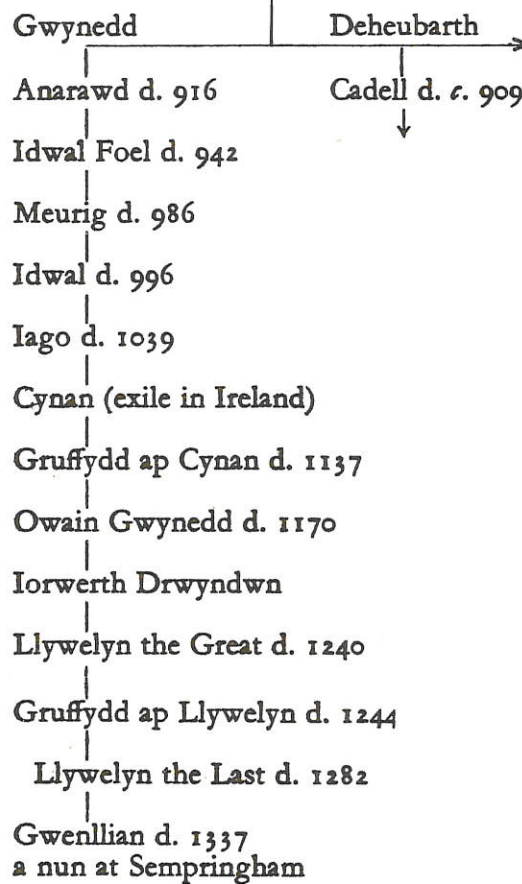 Gwynedd Deheubarth
Anarawd d. 916 Cadell d. c. 909
Idwal Foel d. 942
Meurig d. 986
Idwal d. 996
Iago d. 1039
Cynan (exile in Ireland)
Gruffydd ap Cynan d. 1137
Owain Gwynedd d. 1170
Iorwerth Drwyndwn
Llywelyn the Great d. 1240
Gruffydd ap Llywelyn d. 1244
Llywelyn the Last d. 1282
Gwenllian d. 1337
a nun at Sempringham